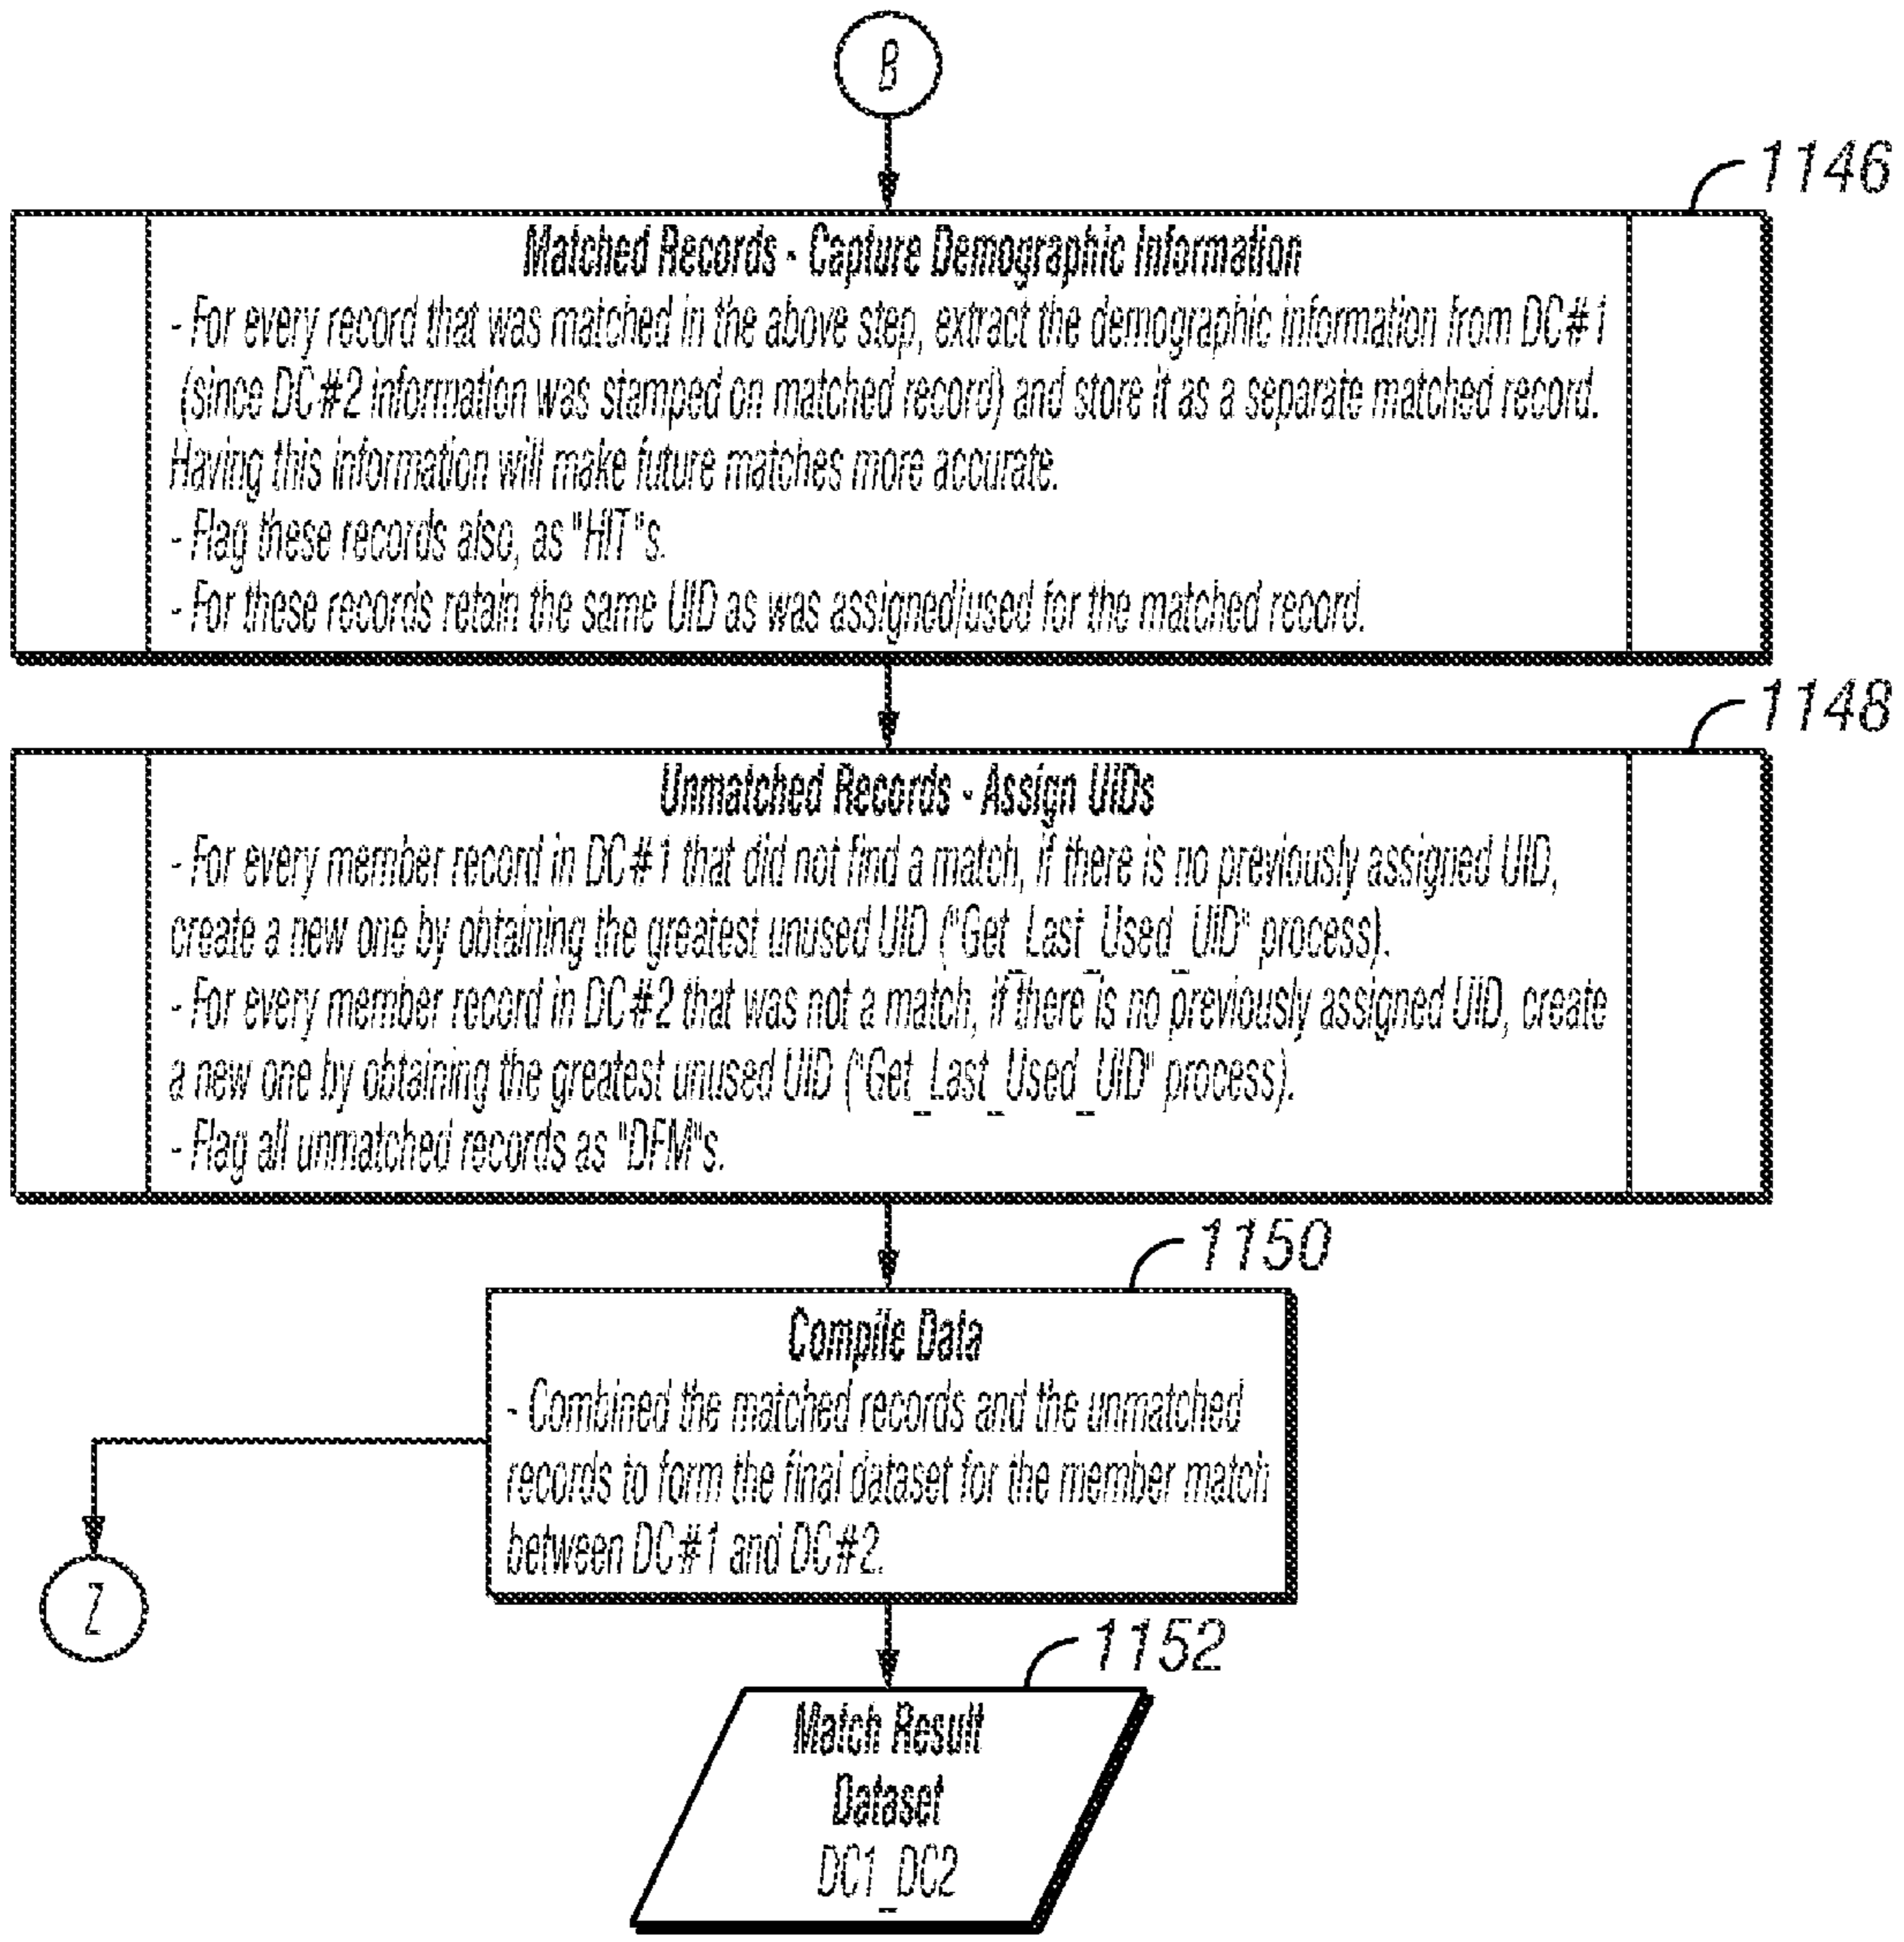 B
1146
Matched Records - Capture Demographic Information
- For every record that was matched in the above step, extract the demographic information from DC#1
(since DC#2 information was stamped on matched record) and store it as a separate matched record.
Having this information will make future matches more accurate.
- Flag these records also, as "HIT"s.
- For these records retain the same UID as was assigned/used for the matched record.
1148
Unmatched Records - Assign UIDs
- For every member record in DC#1 that did not find a match, if there is no previously assigned UID,
create a new one by obtaining the greatest unused UID ("Get_Last_Used_UID" process).
- For every member record in DC#2 that was not a match, if there is no previously assigned UID, create
a new one by obtaining the greatest unused UID ("Get_Last_Used_UID" process).
- Flag all unmatched records as "DFM"s.
1150
Compile Data
- Combined the matched records and the unmatched
records to form the final dataset for the member match
between DC#1 and DC#2.
Z
1152
Match Result
Dataset
DC1_DC2